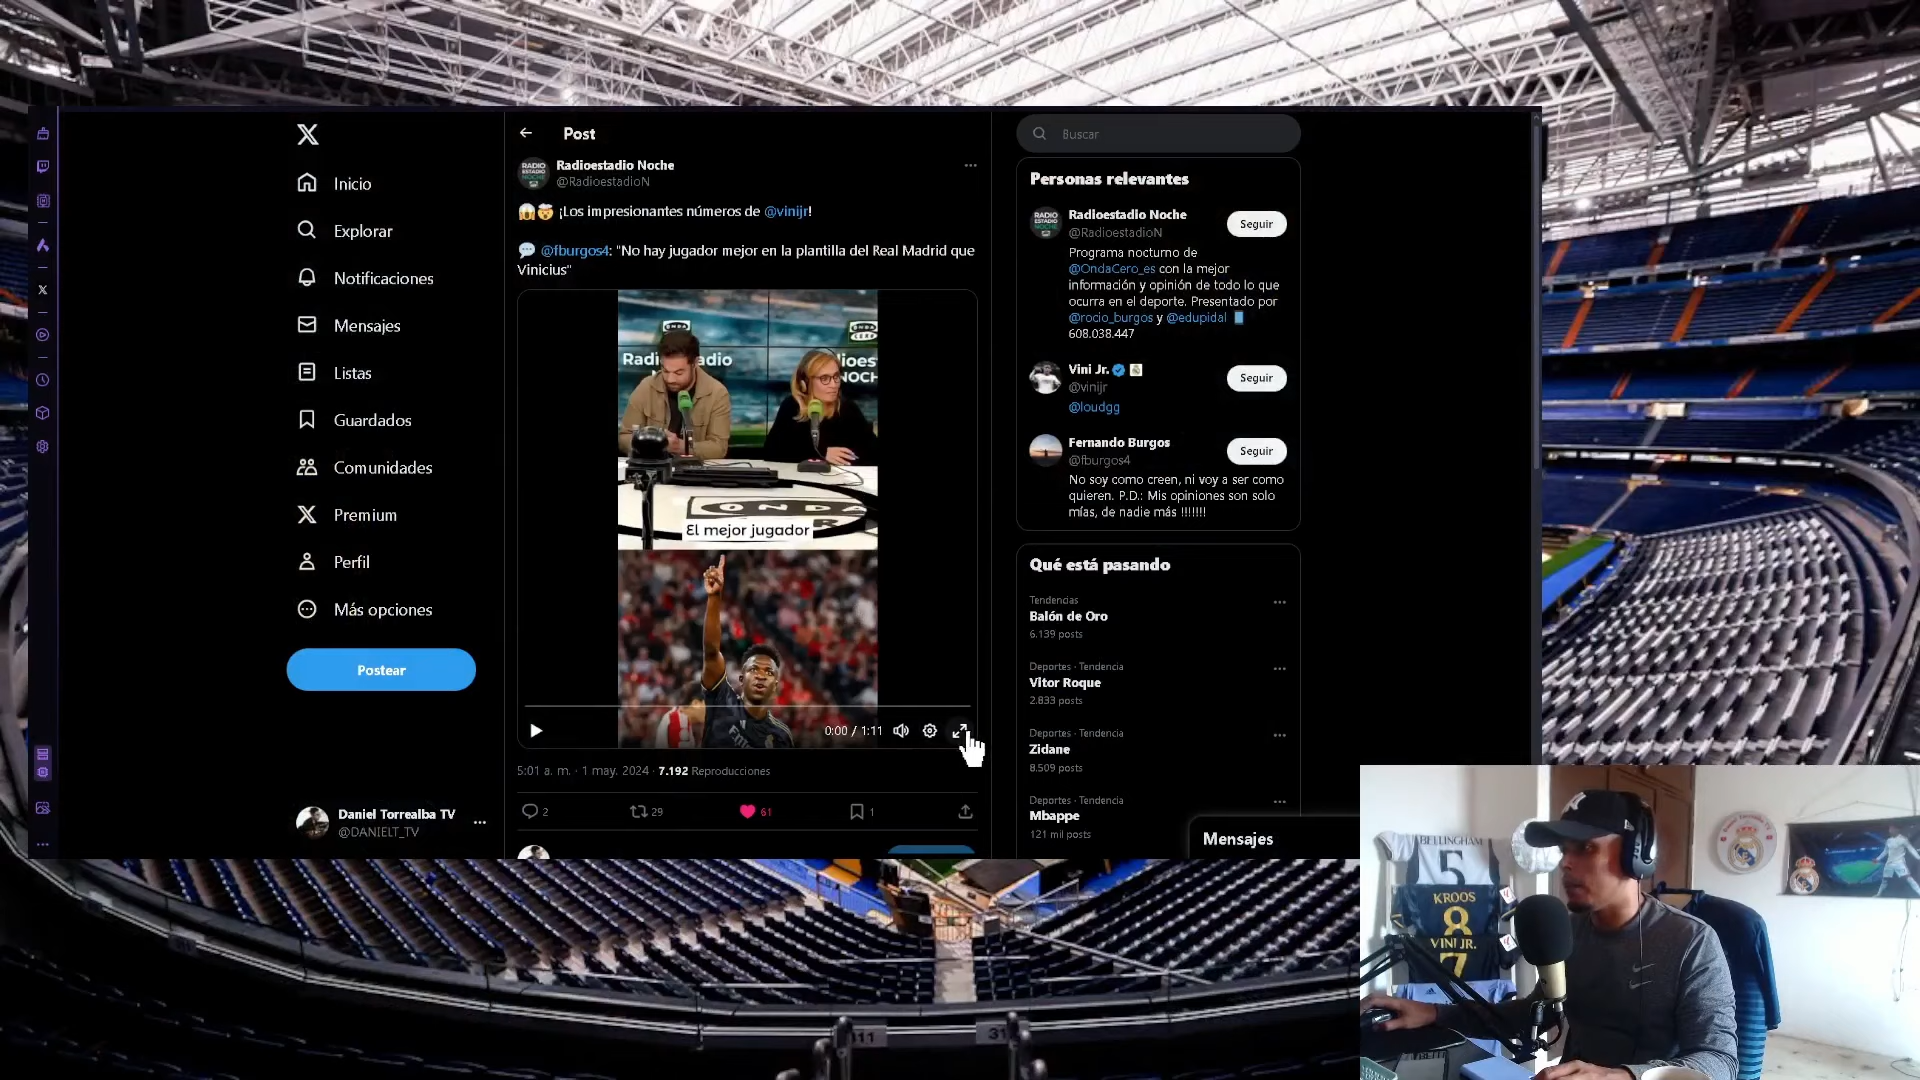 Post
Radioestadio Noche
@RadioestadioN
¡Los impresionantes números de @vinijr!
@fburgos4: "No hay jugador mejor en la plantilla del Real Madrid que
Vinicius"
RADIO
ESTADIO
NOCHE
ONDA
CERO
El mejor jugador
0:00 / 1:11
5:01 a. m. · 1 may. 2024 · 7.192 Reproducciones
2
29
61
1
Inicio
Explorar
Notificaciones
Mensajes
Listas
Guardados
Comunidades
Premium
Perfil
Más opciones
Postear
Daniel Torrealba TV
@DANIELT_TV
Buscar
Personas relevantes
Radioestadio Noche
@RadioestadioN
Seguir
Programa nocturno de
@OndaCero_es con la mejor
información y opinión de todo lo que
ocurra en el deporte. Presentado por
@rocio_burgos y @edupidal
608.038.447
Vini Jr.
@vinijr
Seguir
@loudgg
Fernando Burgos
@fburgos4
Seguir
No soy como creen, ni voy a ser como
quieren. P.D.: Mis opiniones son solo
mías, de nadie más !!!!!!!
Qué está pasando
Tendencias
Balón de Oro
6.139 posts
Deportes · Tendencia
Vitor Roque
2.833 posts
Deportes · Tendencia
Zidane
8.509 posts
Deportes · Tendencia
Mbappe
121 mil posts
Mensajes
BELLINGHAM
5
KROOS
8
VINI JR.
7